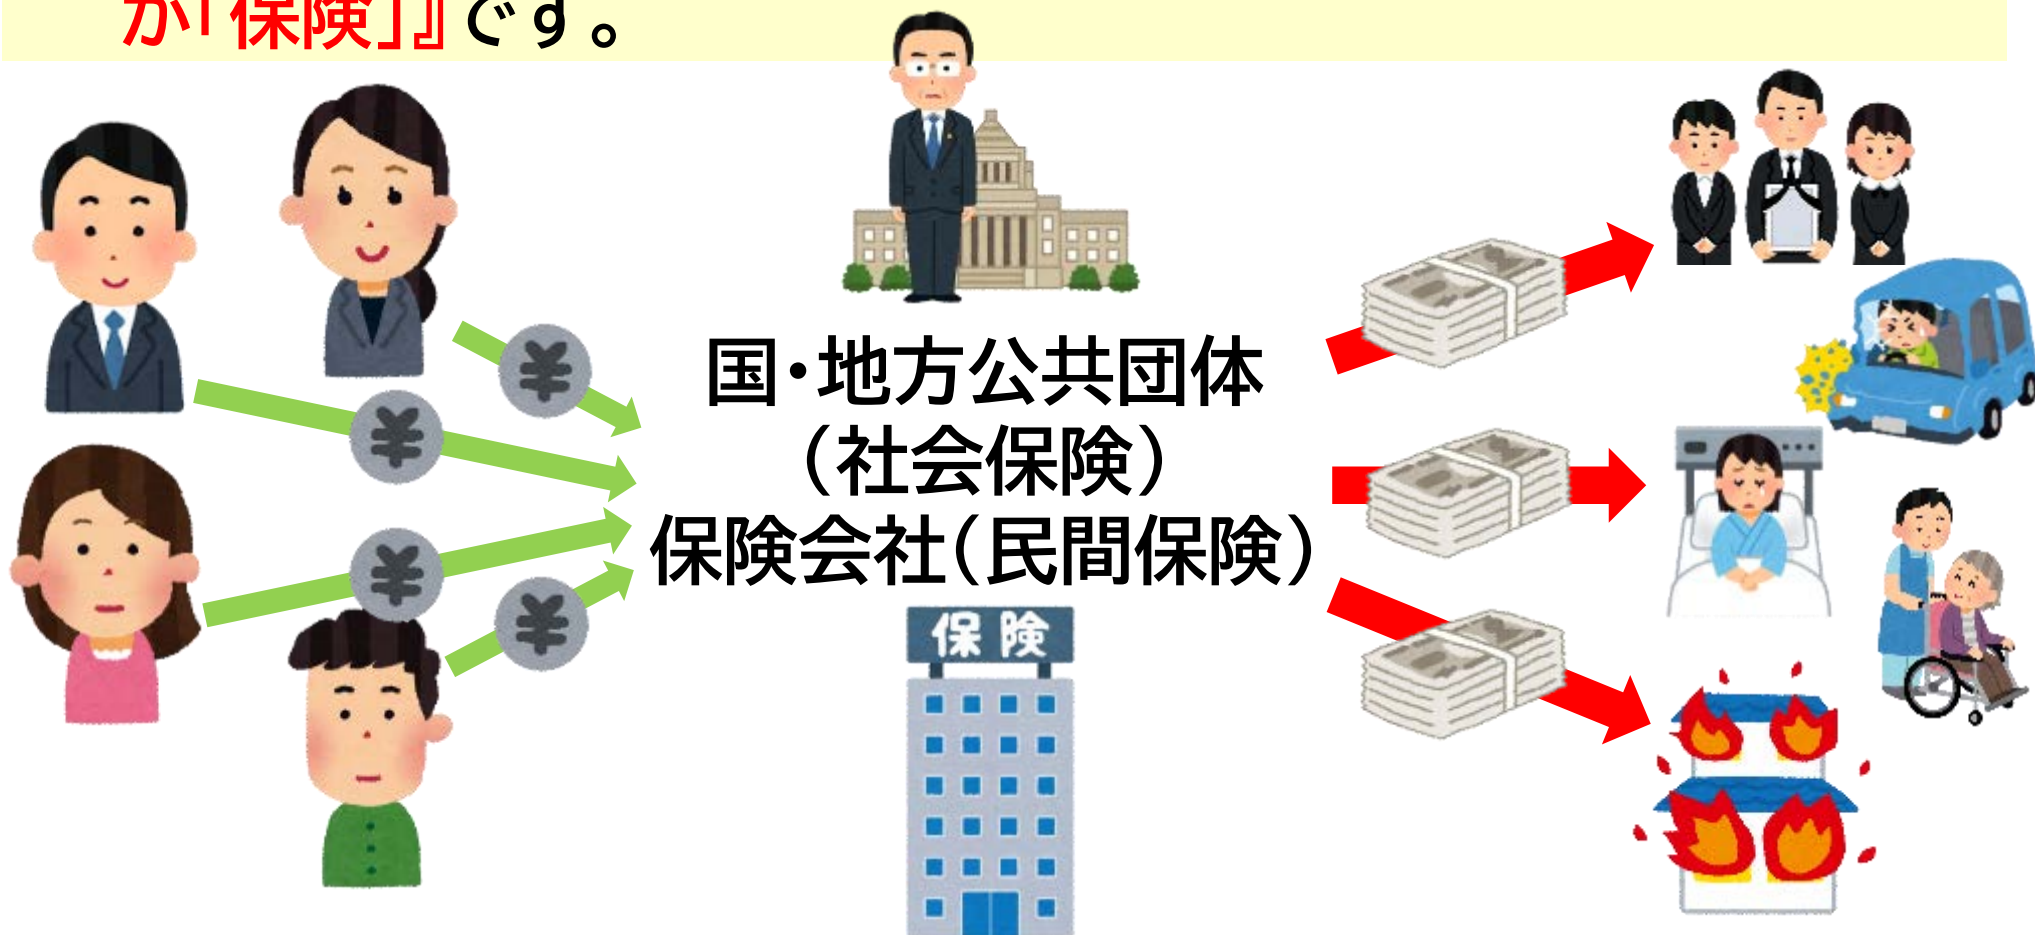 が「保険」』です。
国・地方公共団体
（社会保険）
保険会社（民間保険）
¥
¥
¥
¥
保険